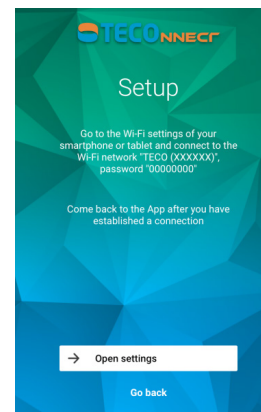 TECONNECT
Setup
Go to the Wi-Fi settings of your
smartphone or tablet and connect to the
Wi-Fi network "TECO (XXXXXX)",
password "00000000"
Come back to the App after you have
established a connection
Open settings
Go back